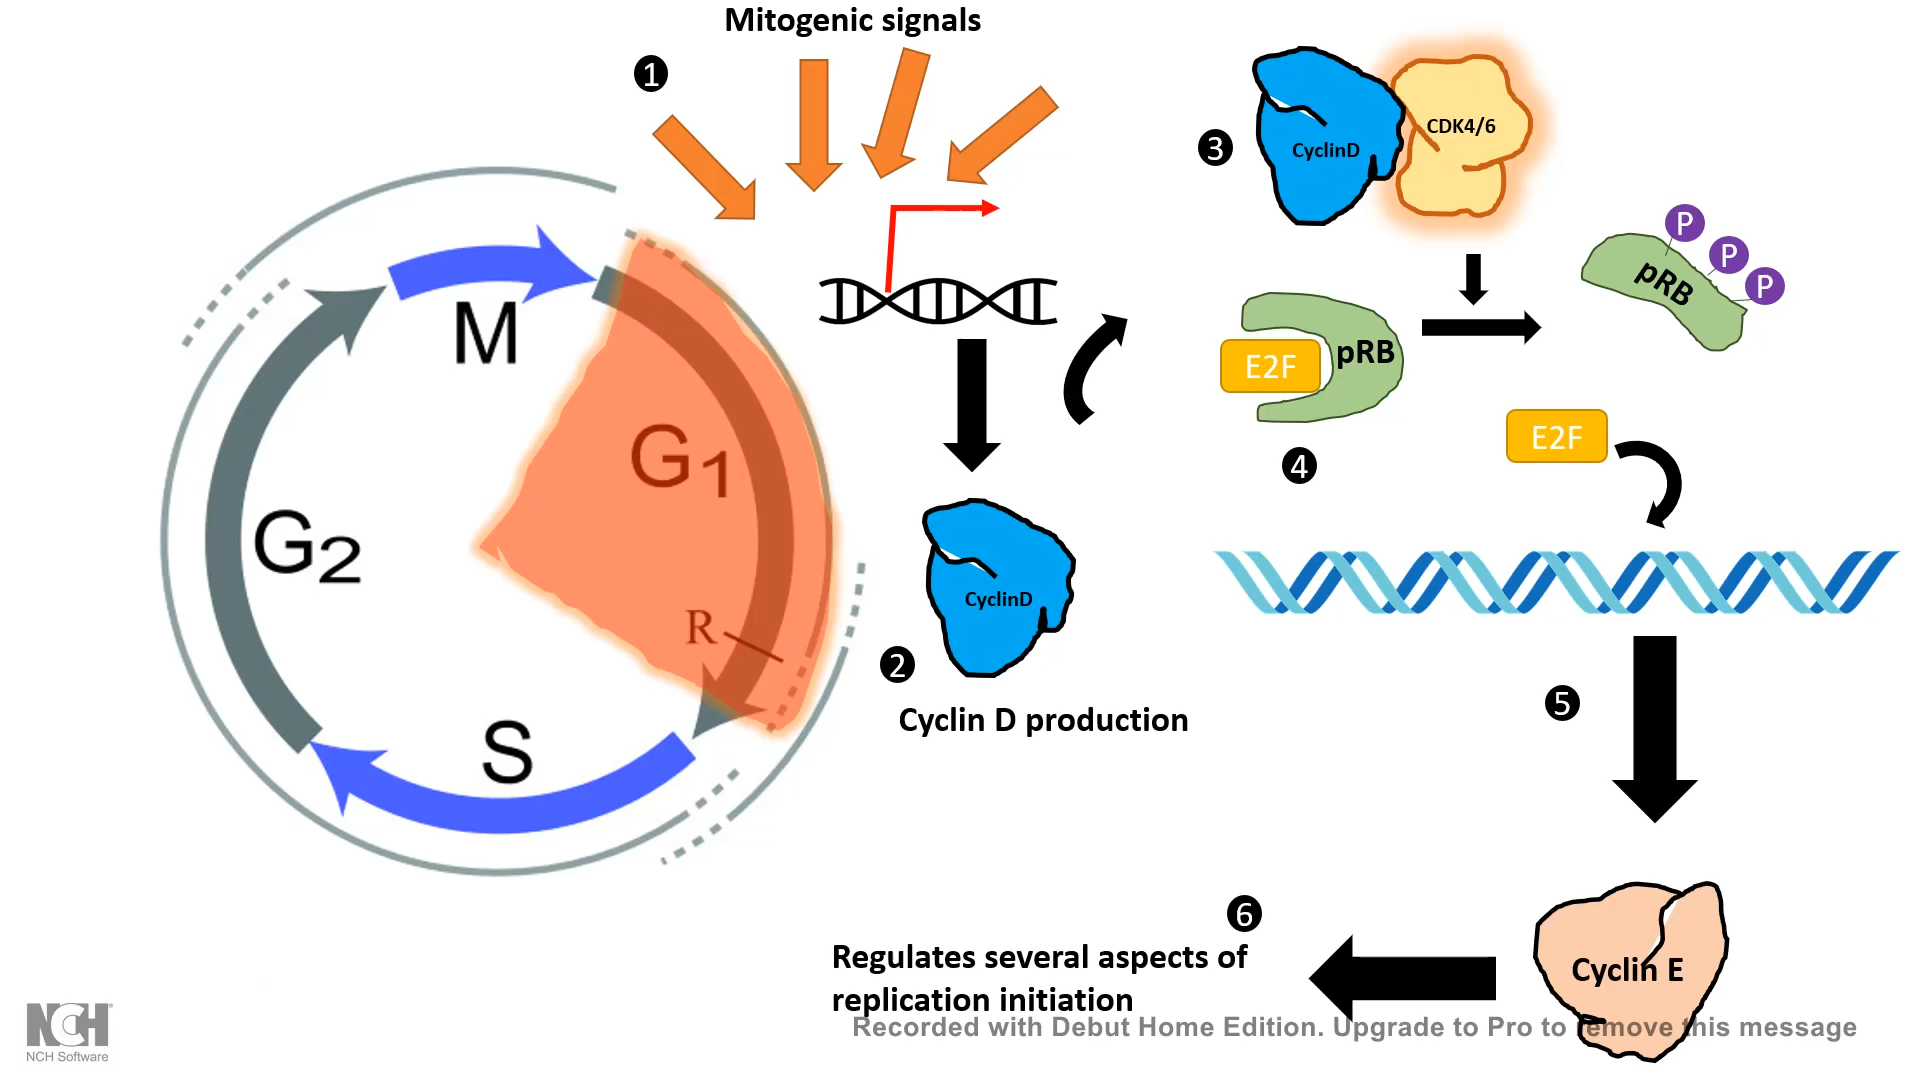 Mitogenic signals
1
M
G1
R
S
G2
CyclinD
2
Cyclin D production
3
CyclinD
CDK4/6
E2F
pRB
4
P
P
P
pRB
E2F
5
Cyclin E
6
Regulates several aspects of
replication initiation
NCH
NCH Software
Recorded with Debut Home Edition. Upgrade to Pro to remove this message